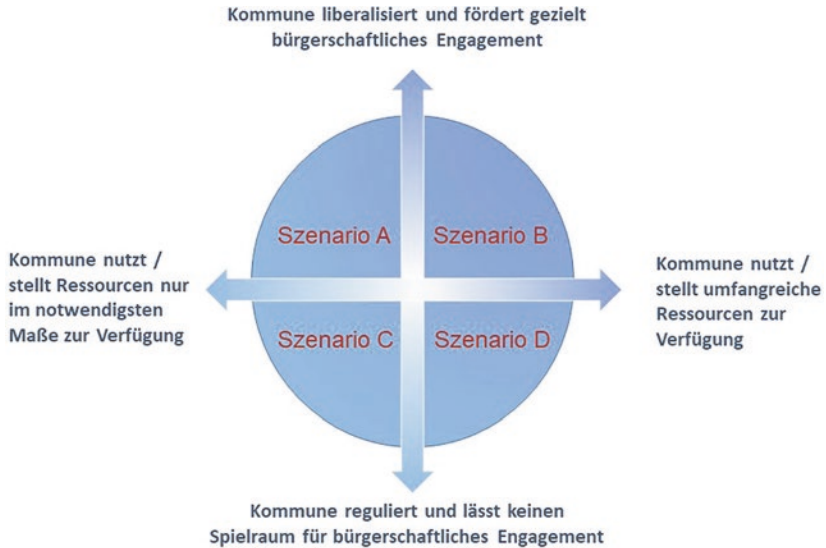 Kommune liberalisiert und fördert gezielt
bürgerschaftliches Engagement
Szenario A
Szenario B
Kommune nutzt /
stellt Ressourcen nur
im notwendigsten
Maße zur Verfügung
Kommune nutzt /
stellt umfangreiche
Ressourcen zur
Verfügung
Szenario C
Szenario D
Kommune reguliert und lässt keinen
Spielraum für bürgerschaftliches Engagement